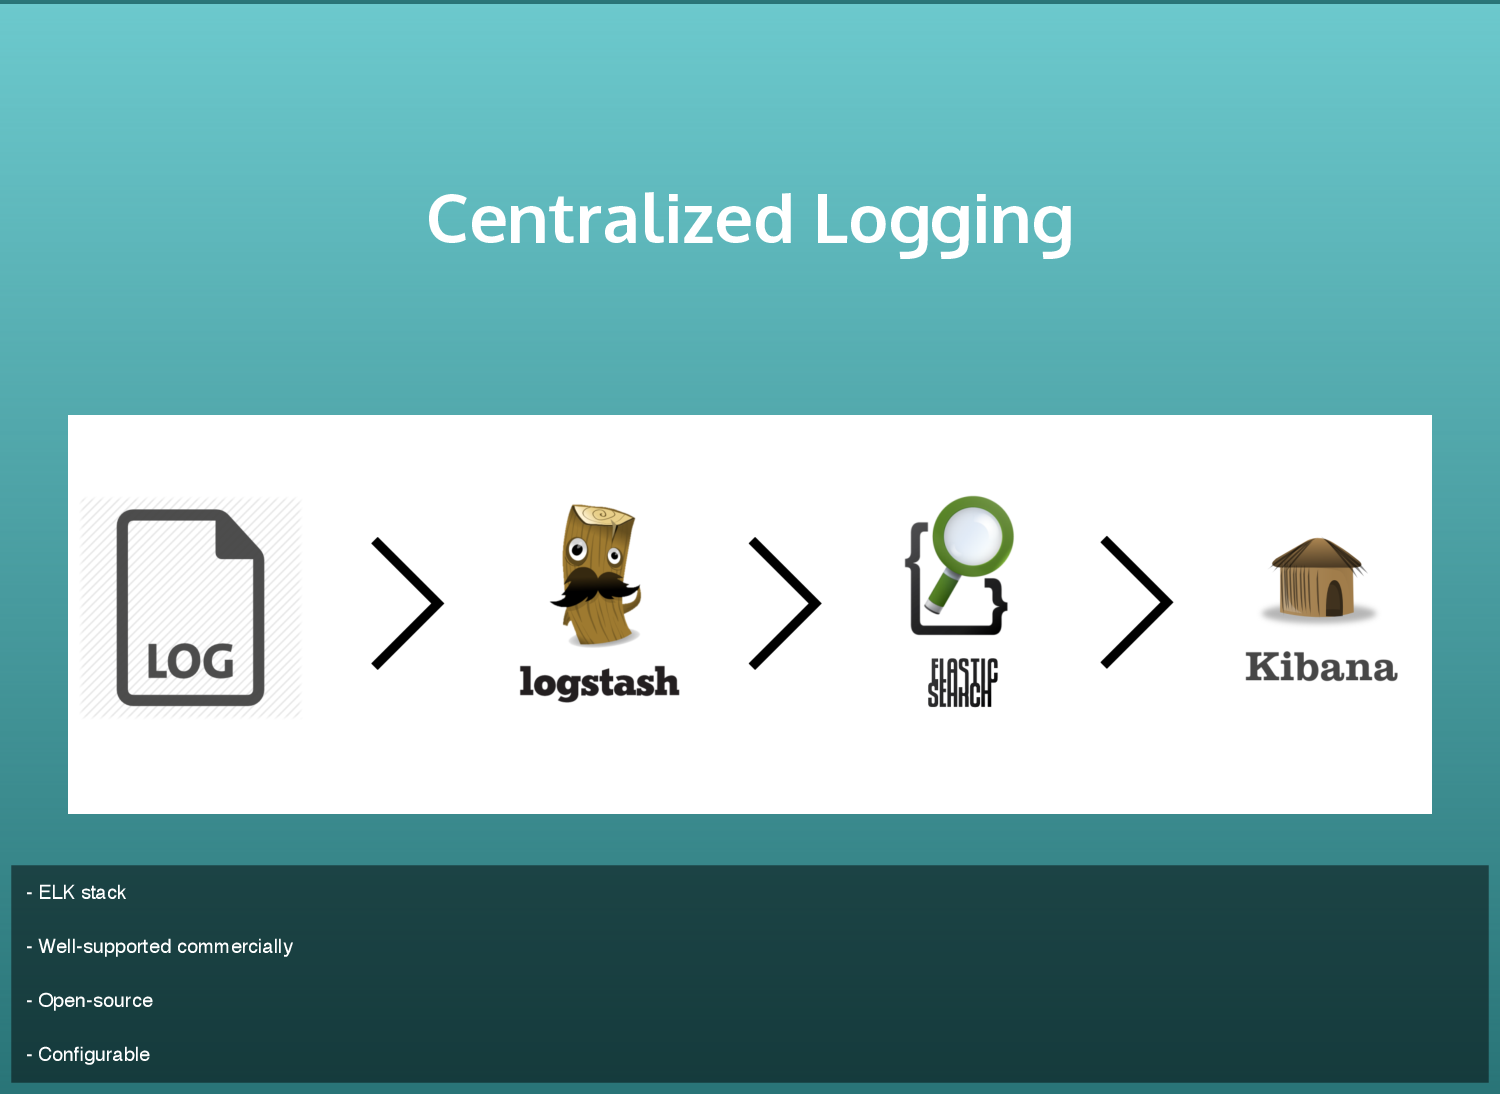 Centralized Logging
LOG
logstash
ELASTIC
SEARCH
Kibana
- ELK stack
- Well-supported commercially
- Open-source
- Configurable